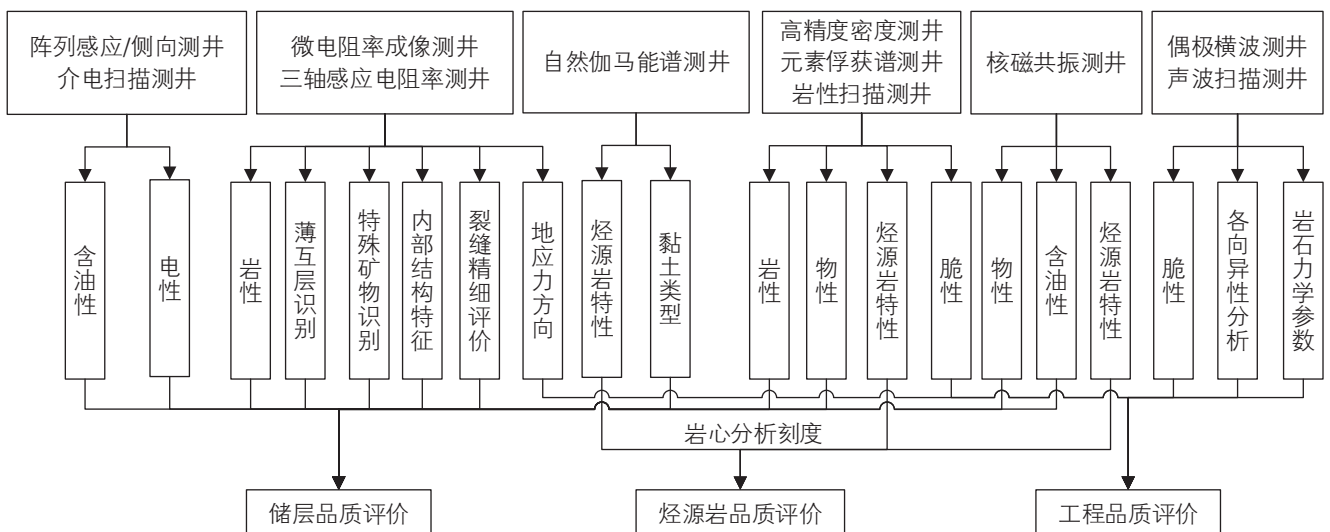 阵列感应/侧向测井
介电扫描测井
微电阻率成像测井
三轴感应电阻率测井
自然伽马能谱测井
高精度密度测井
元素俘获谱测井
岩性扫描测井
核磁共振测井
偶极横波测井
声波扫描测井
含油性
电性
岩性
薄互层识别
特殊矿物识别
内部结构特征
裂缝精细评价
地应力方向
烃源岩特性
黏土类型
岩性
物性
烃源岩特性
脆性
物性
含油性
烃源岩特性
脆性
各向异性分析
岩石力学参数
岩心分析刻度
储层品质评价
烃源岩品质评价
工程品质评价